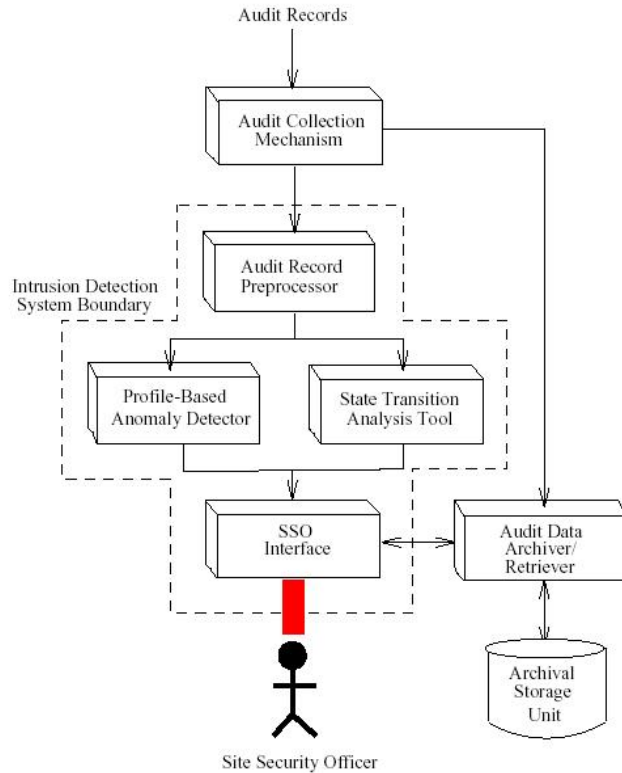 Audit Records
Audit Collection
Mechanism
Audit Record
Preprocessor
Intrusion Detection
System Boundary
Profile-Based
Anomaly Detector
State Transition
Analysis Tool
SSO
Interface
Audit Data
Archiver/
Retriever
Archival
Storage
Unit
Site Security Officer